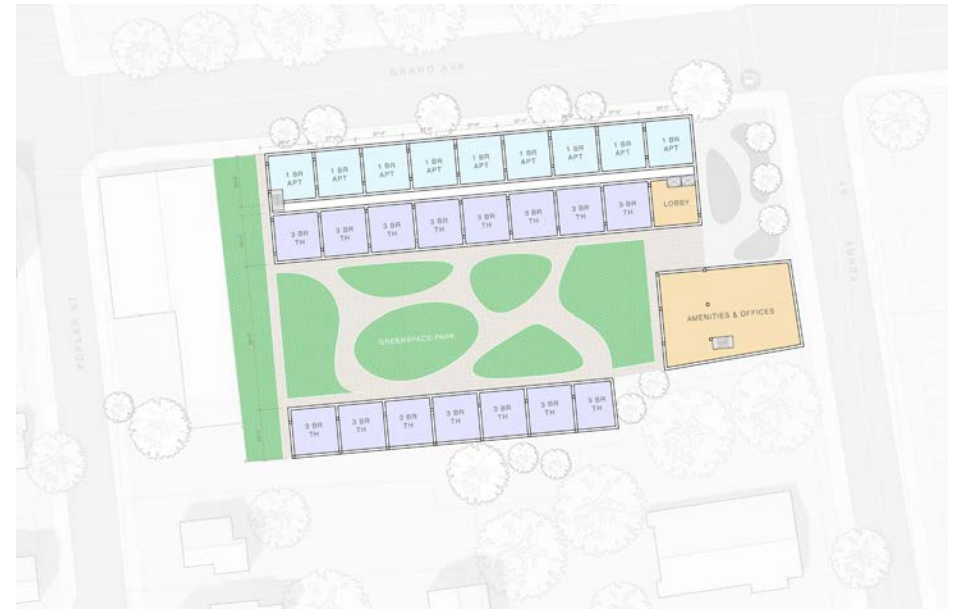 GRAND AVE
1 BR
APT
1 BR
APT
1 BR
APT
1 BR
APT
1 BR
APT
1 BR
APT
1 BR
APT
1 BR
APT
1 BR
APT
3 BR
TH
3 BR
TH
3 BR
TH
3 BR
TH
3 BR
TH
3 BR
TH
3 BR
TH
3 BR
TH
LOBBY
POPLAR ST
FERRY ST
AMENITIES & OFFICES
GREENSPACE/PARK
3 BR
TH
3 BR
TH
3 BR
TH
3 BR
TH
3 BR
TH
3 BR
TH
3 BR
TH